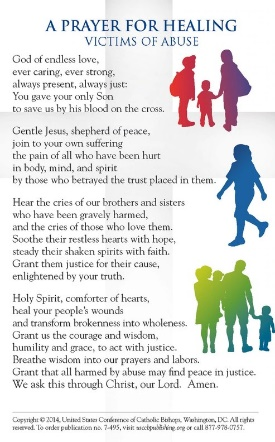 A PRAYER FOR HEALING
VICTIMS OF ABUSE
God of endless love,
ever caring, ever strong,
always present, always just:
You gave your only Son
to save us by his blood on the cross.
Gentle Jesus, shepherd of peace,
join to your own suffering
the pain of all who have been hurt
in body, mind, and spirit
by those who betrayed the trust placed in them.
Hear the cries of our brothers and sisters
who have been gravely harmed,
and the cries of those who love them.
Soothe their restless hearts with hope,
steady their shaken spirits with faith.
Grant them justice for their cause,
enlightened by your truth.
Holy Spirit, comforter of hearts,
heal your people's wounds
and transform brokenness into wholeness.
Grant us the courage and wisdom,
humility and grace, to act with justice.
Breathe wisdom into our prayers and labors.
Grant that all harmed by abuse may find peace in justice.
We ask this through Christ, our Lord. Amen.
Copyright © 2014, United States Conference of Catholic Bishops, Washington, DC. All rights
reserved. To order publication no. 7-495, visit usccbpublishing.org or call 877-978-0757.